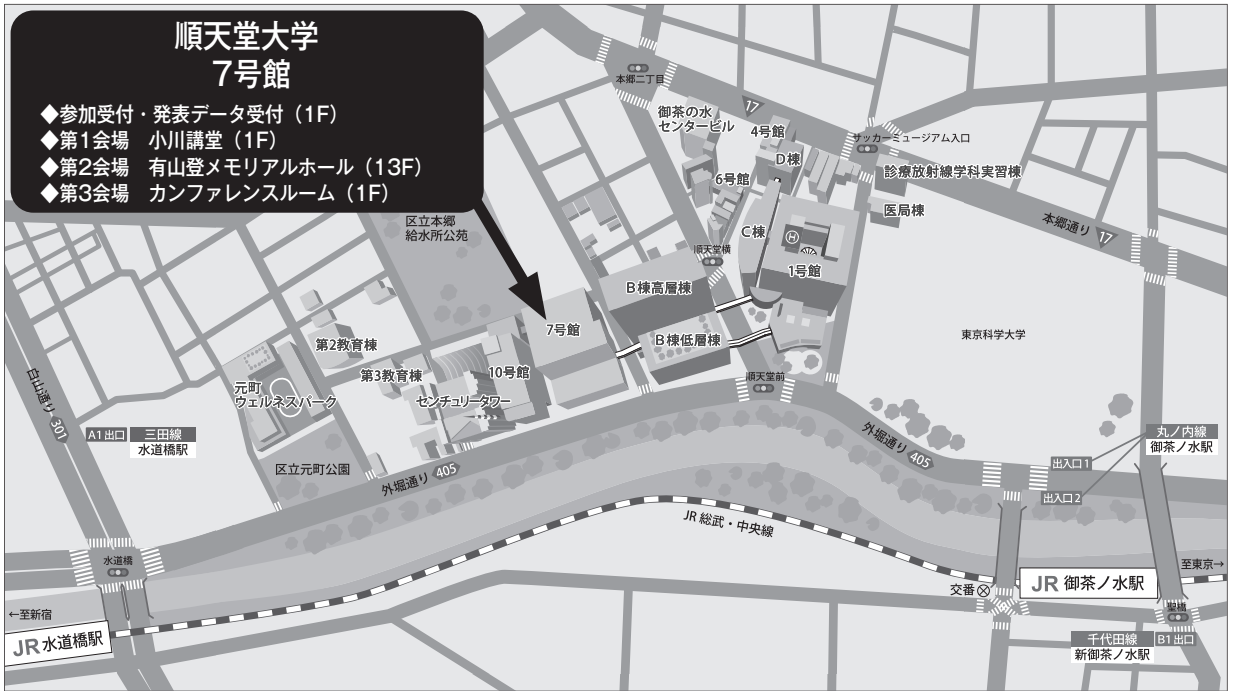 順天堂大学
7号館
◆参加受付・発表データ受付（1F）
◆第1会場　小川講堂（1F）
◆第2会場　有山登メモリアルホール（13F）
◆第3会場　カンファレンスルーム（1F）
本郷二丁目
17
御茶の水
センタービル
4号館
サッカーミュージアム入口
D棟
6号館
診療放射線学科実習棟
医局棟
本郷通り 17
区立本郷
給水所公苑
C棟
H
順天堂横
1号館
B棟高層棟
7号館
B棟低層棟
東京科学大学
第2教育棟
第3教育棟
10号館
センチュリータワー
順天堂前
元町
ウェルネスパーク
白山通り 301
A1出口
三田線
水道橋駅
区立元町公園
外堀通り 405
外堀通り 405
丸ノ内線
御茶ノ水駅
出入口1
出入口2
JR総武・中央線
水道橋
←至新宿
JR 水道橋駅
至東京→
交番
JR 御茶ノ水駅
聖橋
千代田線
新御茶ノ水駅
B1出口